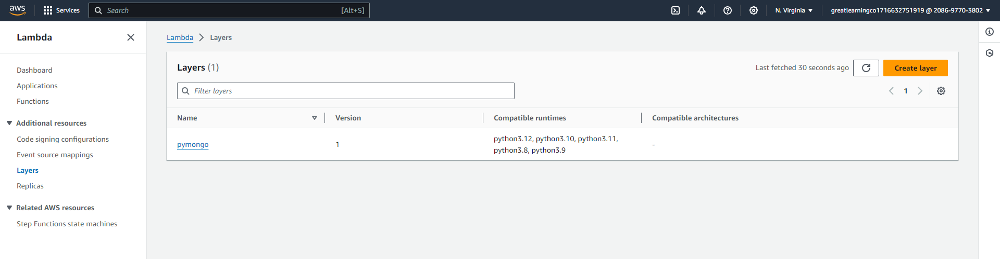 aws
Services
Search [Alt+S]
N. Virginia
greatlearningco1716632751919 @ 2086-9770-3802
Lambda
Dashboard
Applications
Functions
Additional resources
Code signing configurations
Event source mappings
Layers
Replicas
Related AWS resources
Step Functions state machines
Lambda Layers
Layers (1)
Last fetched 30 seconds ago
Create layer
Filter layers
1
Name Version Compatible runtimes Compatible architectures
pymongo 1 python3.12, python3.10, python3.11, -
python3.8, python3.9